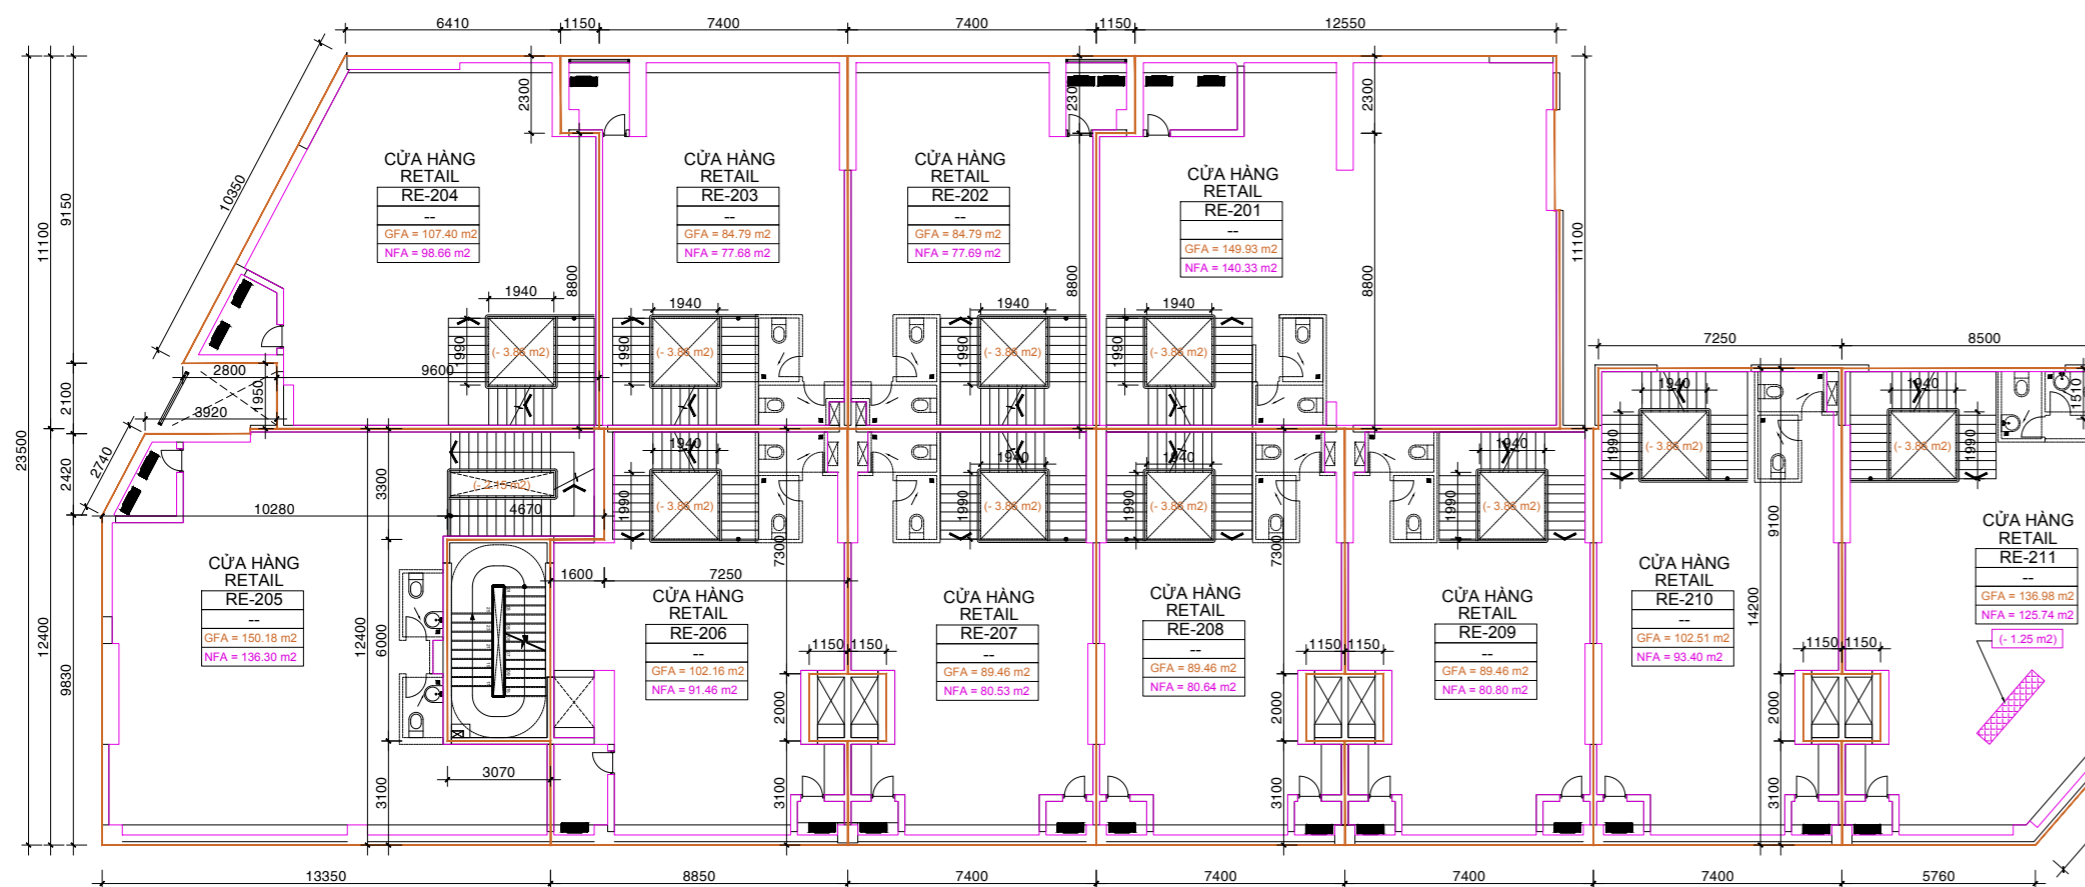 6410
1150
7400
7400
1150
12550
23500
11100
9150
10350
2300
2300
2300
11100
CỬA HÀNG
RETAIL
RE-204
--
GFA = 107.40 m2
NFA = 98.66 m2
CỬA HÀNG
RETAIL
RE-203
--
GFA = 84.79 m2
NFA = 77.68 m2
CỬA HÀNG
RETAIL
RE-202
--
GFA = 84.79 m2
NFA = 77.69 m2
CỬA HÀNG
RETAIL
RE-201
--
GFA = 149.93 m2
NFA = 140.33 m2
8800
8800
8800
1940
1940
1940
1940
1990
1990
1990
1990
7250
8500
2800
9600
1950
3920
2100
2420
2740
3300
10280
4670
1940
1940
1940
1940
1990
1990
1990
1940
1940
1990
1990
1510
12400
9830
12400
6000
3100
3070
1600
7250
7300
7300
9100
14200
CỬA HÀNG
RETAIL
RE-205
--
GFA = 150.18 m2
NFA = 136.30 m2
CỬA HÀNG
RETAIL
RE-206
--
GFA = 102.16 m2
NFA = 91.46 m2
CỬA HÀNG
RETAIL
RE-207
--
GFA = 89.46 m2
NFA = 80.53 m2
CỬA HÀNG
RETAIL
RE-208
--
GFA = 89.46 m2
NFA = 80.64 m2
CỬA HÀNG
RETAIL
RE-209
--
GFA = 89.46 m2
NFA = 80.80 m2
CỬA HÀNG
RETAIL
RE-210
--
GFA = 102.51 m2
NFA = 93.40 m2
CỬA HÀNG
RETAIL
RE-211
--
GFA = 136.98 m2
NFA = 125.74 m2
(- 1.25 m2)
1150
1150
1150
1150
1150
1150
2000
2000
2000
3100
3100
3100
13350
8850
7400
7400
7400
7400
5760